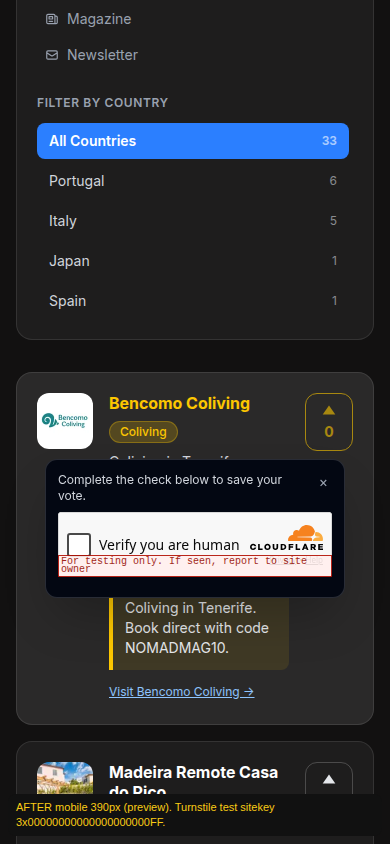 Magazine
Newsletter
FILTER BY COUNTRY
All Countries 33
Portugal 6
Italy 5
Japan 1
Spain 1
Bencomo Coliving
Bencomo Coliving
Coliving
0
Complete the check below to save your
vote.
×
Verify you are human
CLOUDFLARE
For testing only. If seen, report to site
owner
Coliving in Tenerife.
Book direct with code
NOMADMAG10.
Visit Bencomo Coliving →
Madeira Remote Casa
do Pico
AFTER mobile 390px (preview). Turnstile test sitekey
3x00000000000000000000FF.